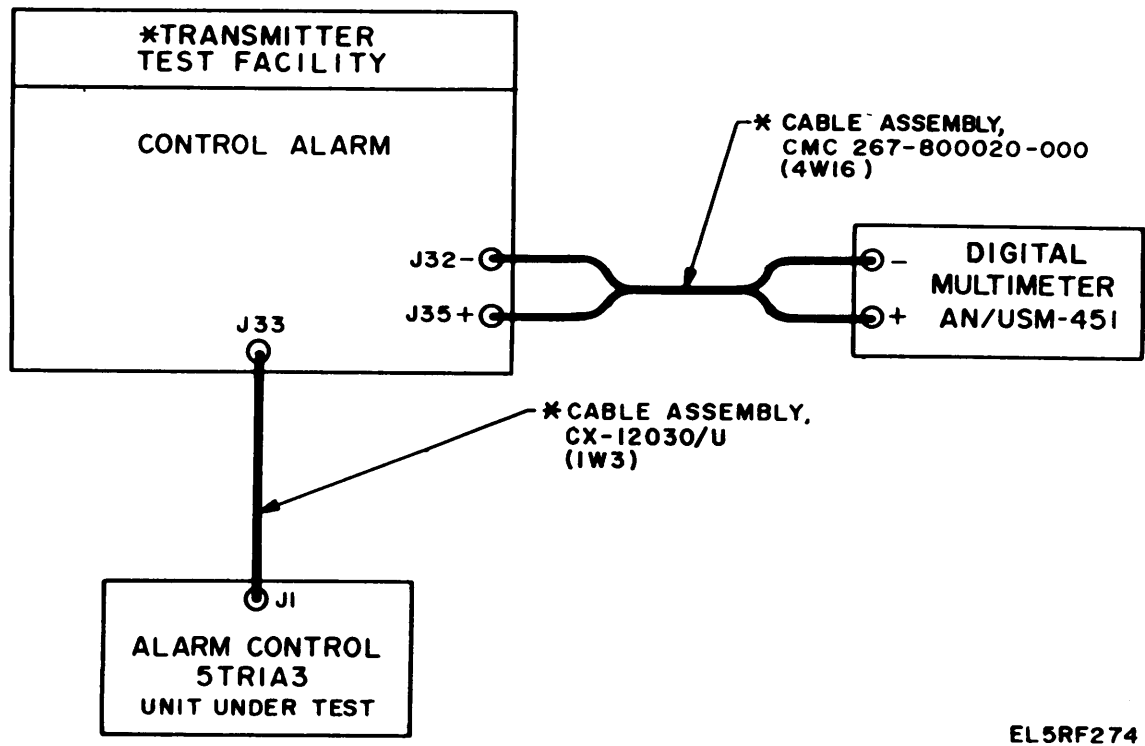 *TRANSMITTER
TEST FACILITY
CONTROL ALARM
J32-
J35+
J33
* CABLE ASSEMBLY,
CMC 267-800020-000
(4W16)
-
+
DIGITAL
MULTIMETER
AN/USM-451
* CABLE ASSEMBLY,
CX-12030/U
(1W3)
J1
ALARM CONTROL
5TR1A3
UNIT UNDER TEST
EL5RF274